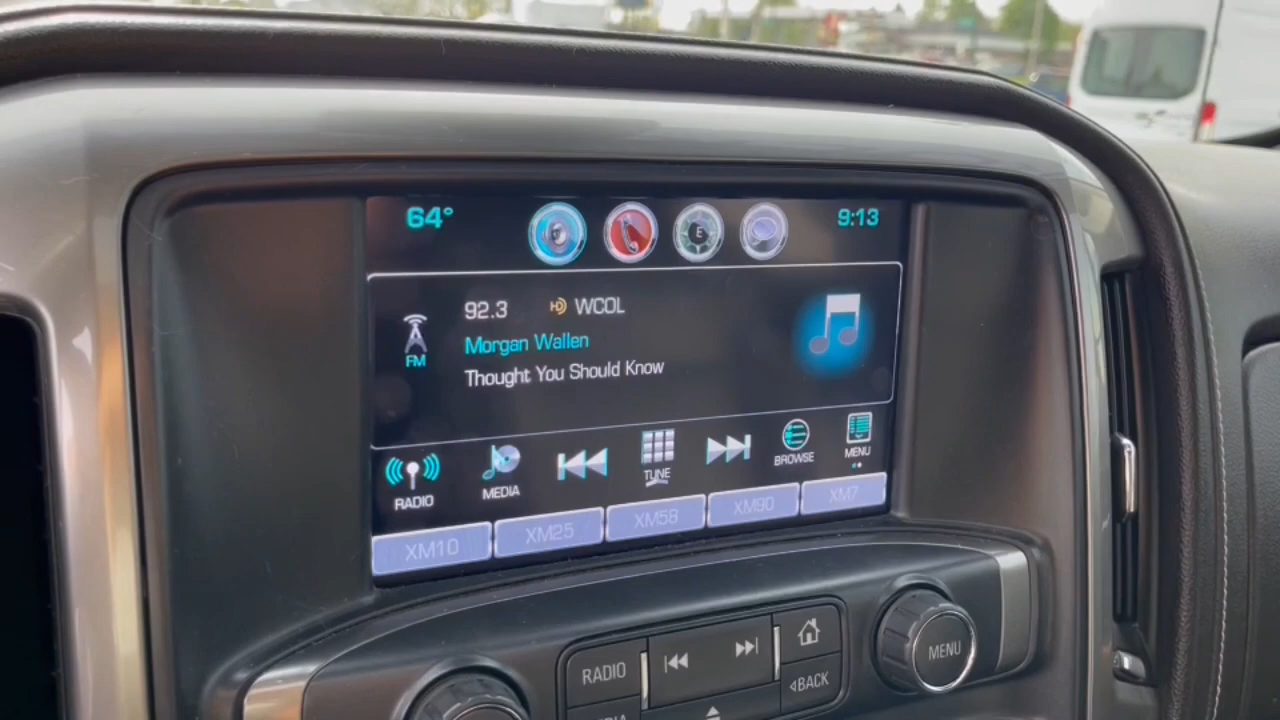 64° E 9:13
92.3 HD WCOL
FM
Morgan Wallen
Thought You Should Know
RADIO MEDIA TUNE BROWSE MENU
XM10 XM25 XM58 XM90 XM7
RADIO MENU
BACK